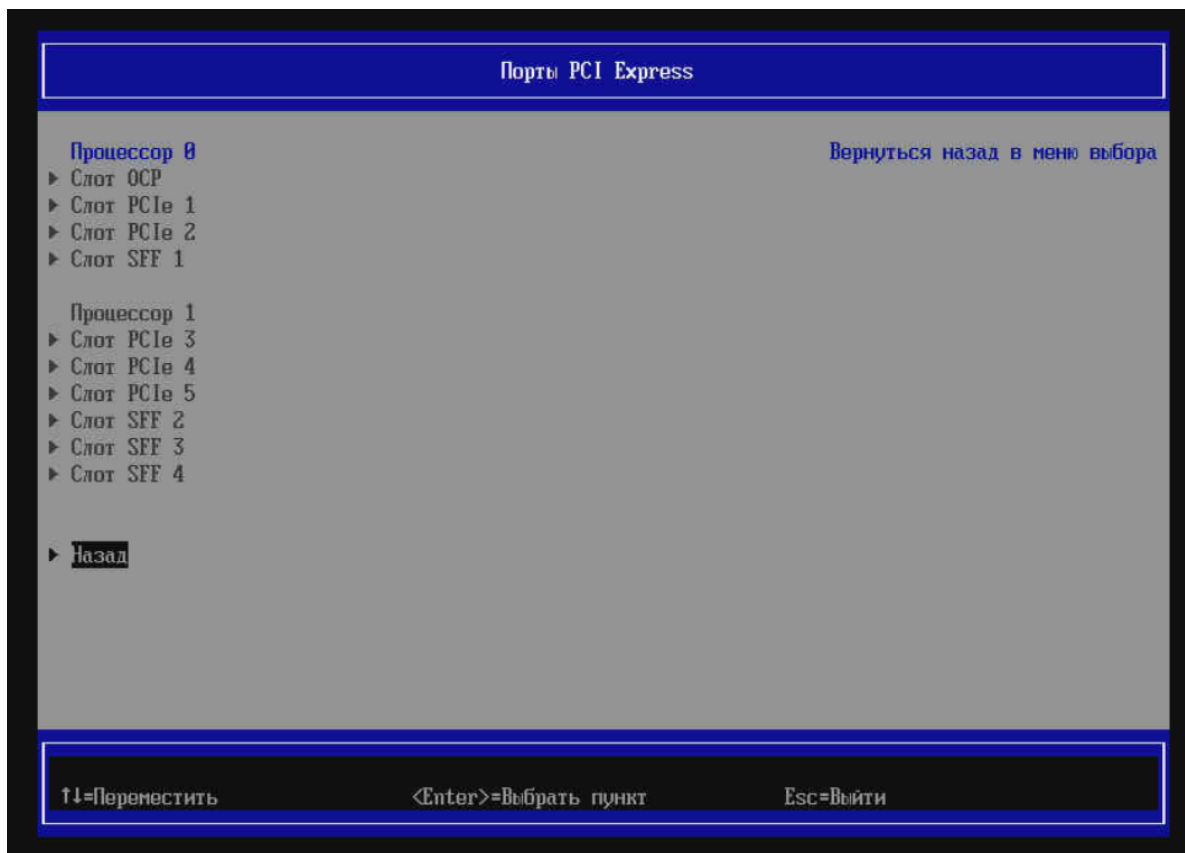 Порты PCI Express
Процессор 0
Вернуться назад в меню выбора
▶ Слот OCP
▶ Слот PCIe 1
▶ Слот PCIe 2
▶ Слот SFF 1
Процессор 1
▶ Слот PCIe 3
▶ Слот PCIe 4
▶ Слот PCIe 5
▶ Слот SFF 2
▶ Слот SFF 3
▶ Слот SFF 4
▶ Назад
↑↓=Переместить
<Enter>=Выбрать пункт
Esc=Выйти